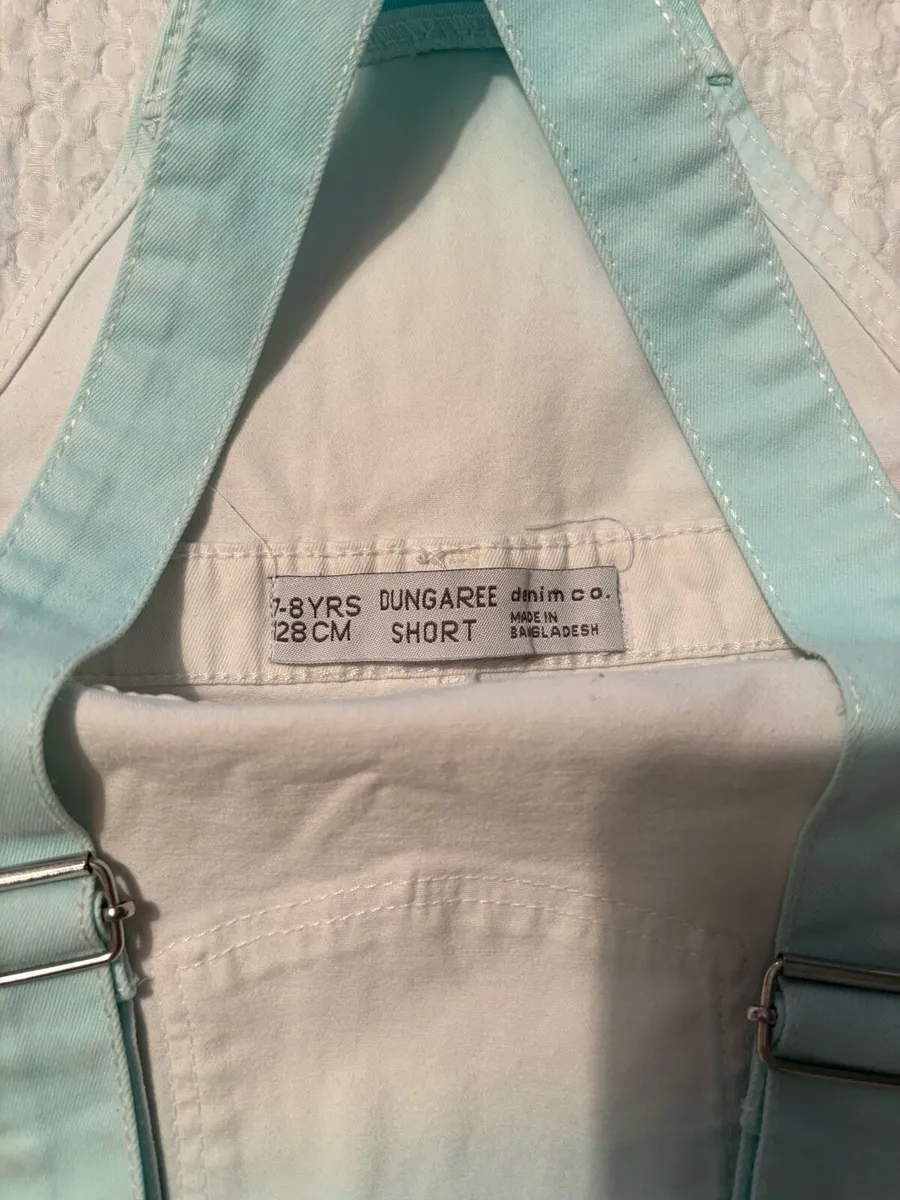 7-8YRS DUNGAREE denim co.
128CM SHORT MADE IN
BANGLADESH